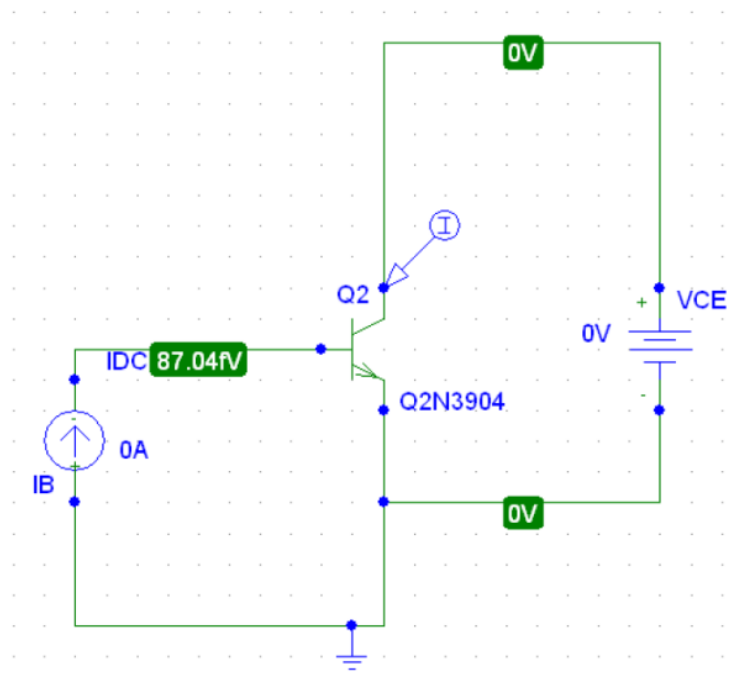 0V
I
Q2
+
VCE
0V
IDC 87.04fV
-
Q2N3904
-
0A
+
IB
0V